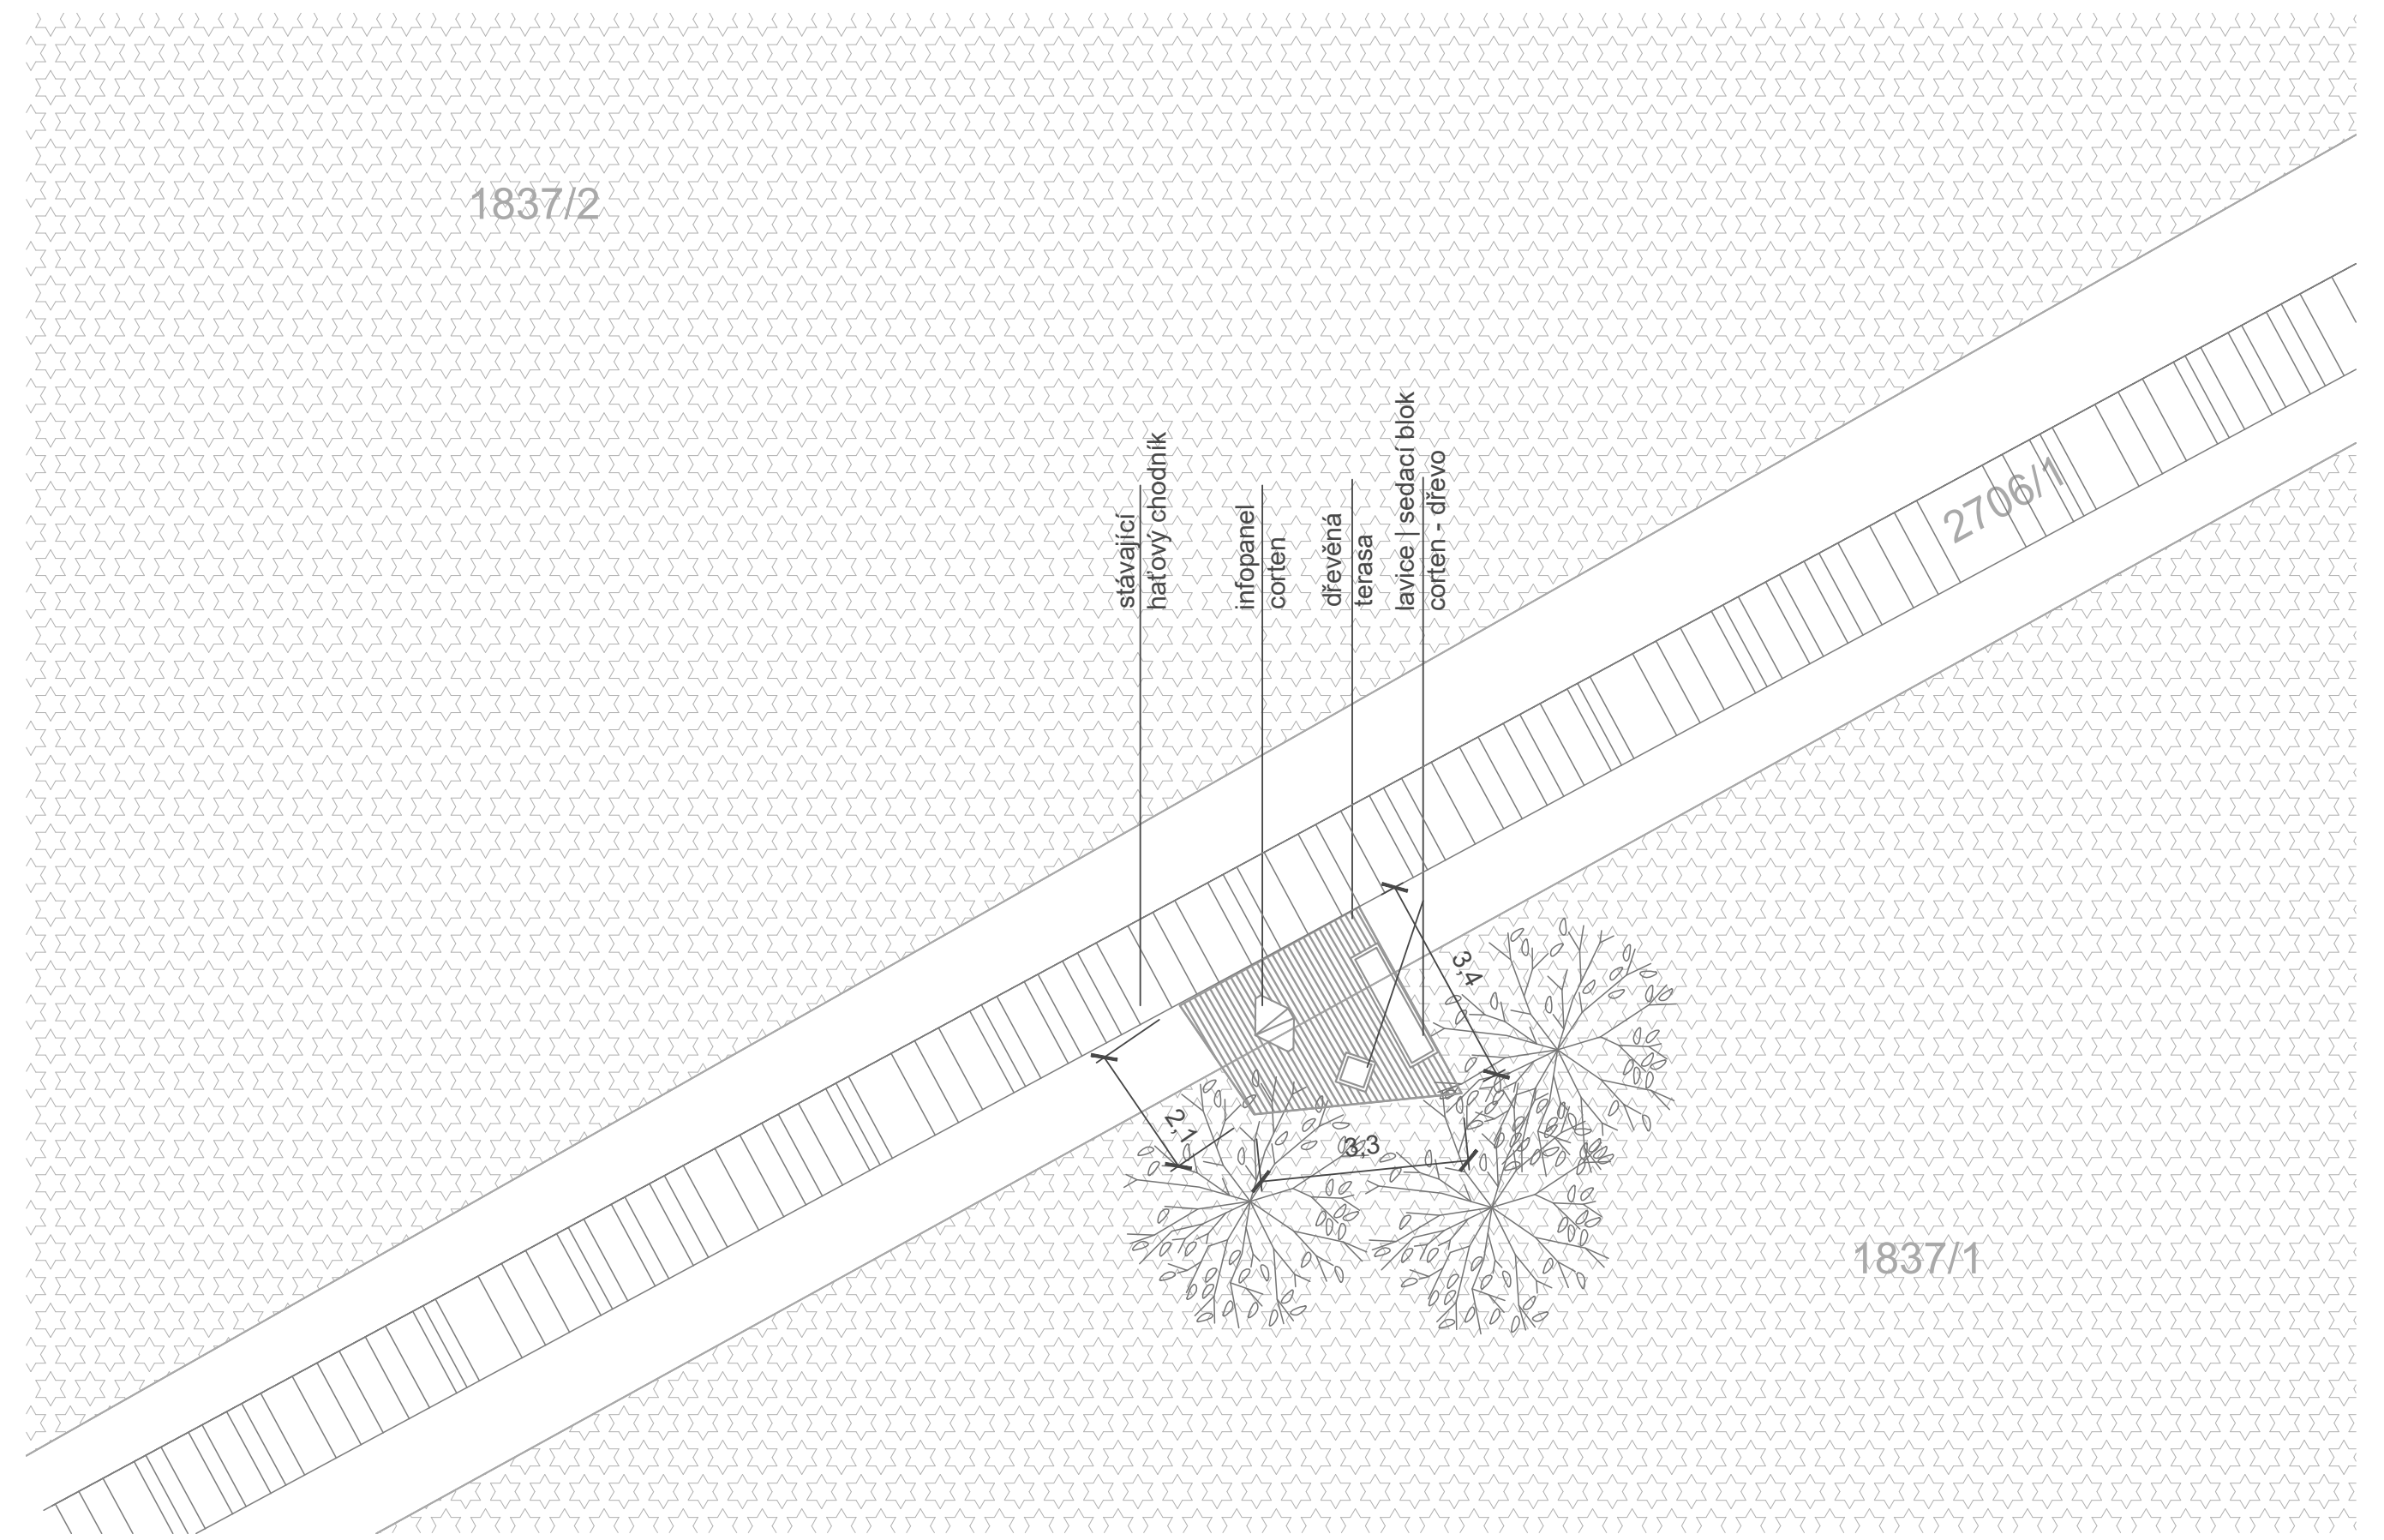 1837/2
stávající
haťový chodník
infopanel
corten
dřevěná
terasa
lavice | sedací blok
corten - dřevo
2706/1
3,4
2,1
3,3
1837/1